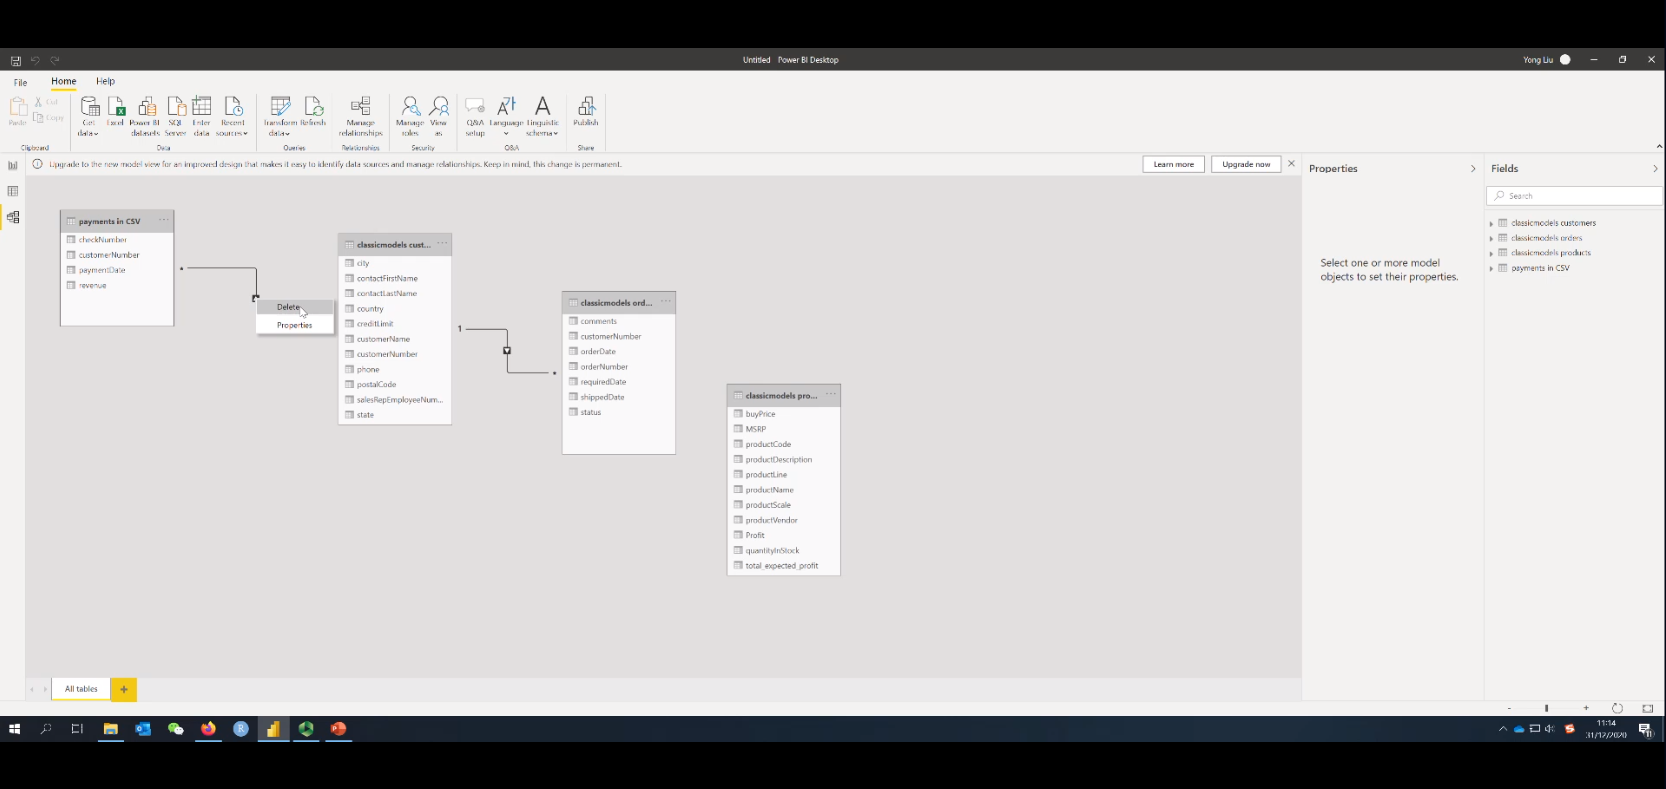 Untitled Power BI Desktop
Yong Liu
File Home Help
Paste
Cut
Copy
Get data
Excel
Power BI datasets
SQL Server
Enter data
Recent sources
Transform data
Refresh
Manage relationships
Manage roles
View as
Q&A setup
Language
Linguistic schema
Publish
Clipboard
Data
Queries
Relationships
Security
Q&A
Share
Upgrade to the new model view for an improved design that makes it easy to identify data sources and manage relationships. Keep in mind, this change is permanent.
Learn more
Upgrade now
payments in CSV
checkNumber
customerNumber
paymentDate
revenue
*
Delete
Properties
classicmodels cust...
city
contactFirstName
contactLastName
country
creditLimit
customerName
customerNumber
phone
postalCode
salesRepEmployeeNum...
state
1
*
classicmodels ord...
comments
customerNumber
orderDate
orderNumber
requiredDate
shippedDate
status
classicmodels pro...
buyPrice
MSRP
productCode
productDescription
productLine
productName
productScale
productVendor
Profit
quantityInStock
total_expected_profit
Properties
Select one or more model
objects to set their properties.
Fields
Search
classicmodels customers
classicmodels orders
classicmodels products
payments in CSV
All tables
11:14
31/12/2020